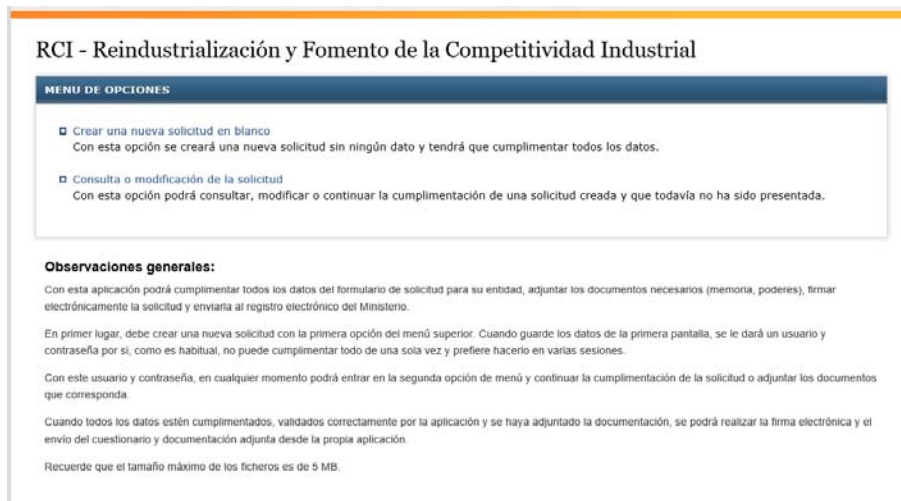 RCI - Reindustrialización y Fomento de la Competitividad Industrial
MENU DE OPCIONES
Crear una nueva solicitud en blanco
Con esta opción se creará una nueva solicitud sin ningún dato y tendrá que cumplimentar todos los datos.
Consulta o modificación de la solicitud
Con esta opción podrá consultar, modificar o continuar la cumplimentación de una solicitud creada y que todavía no ha sido presentada.
Observaciones generales:
Con esta aplicación podrá cumplimentar todos los datos del formulario de solicitud para su entidad, adjuntar los documentos necesarios (memoria, poderes), firmar
electrónicamente la solicitud y enviarla al registro electrónico del Ministerio.
En primer lugar, debe crear una nueva solicitud con la primera opción del menú superior. Cuando guarde los datos de la primera pantalla, se le dará un usuario y
contraseña por si, como es habitual, no puede cumplimentar todo de una sola vez y prefiere hacerlo en varias sesiones.
Con este usuario y contraseña, en cualquier momento podrá entrar en la segunda opción de menú y continuar la cumplimentación de la solicitud o adjuntar los documentos
que corresponda.
Cuando todos los datos estén cumplimentados, validados correctamente por la aplicación y se haya adjuntado la documentación, se podrá realizar la firma electrónica y el
envío del cuestionario y documentación adjunta desde la propia aplicación.
Recuerde que el tamaño máximo de los ficheros es de 5 MB.